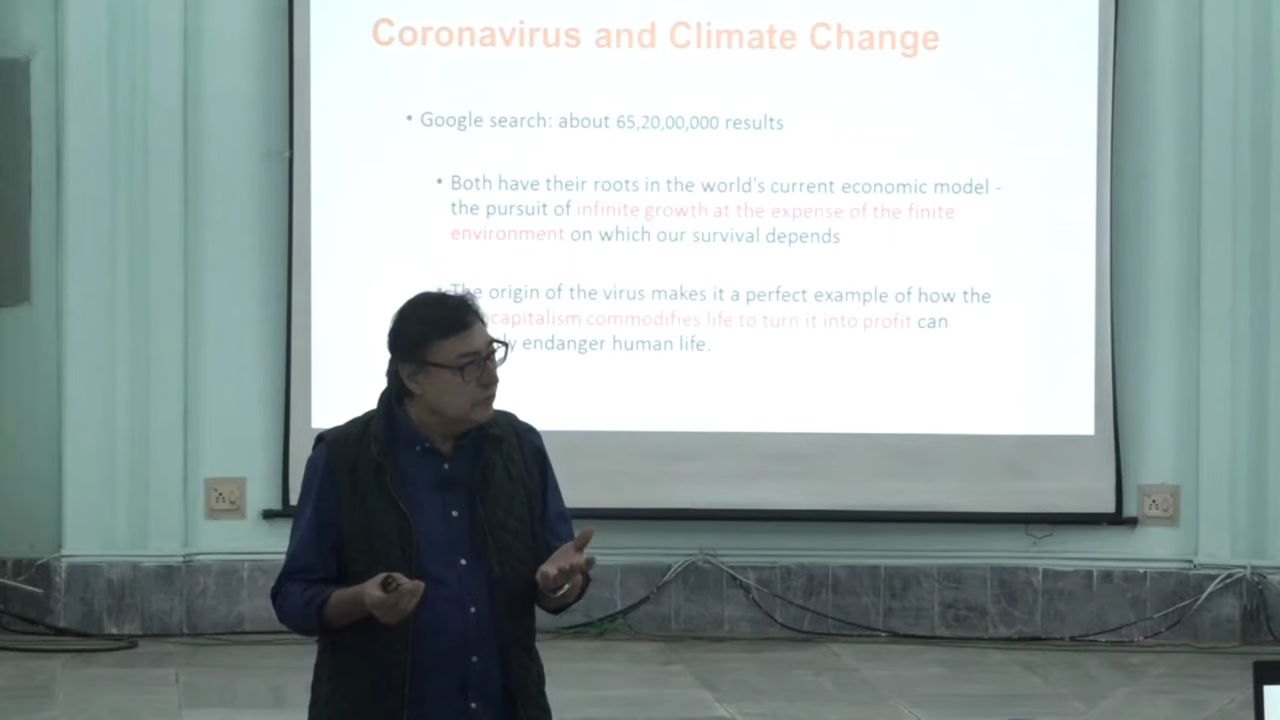 Coronavirus and Climate Change
• Google search: about 65,20,00,000 results
• Both have their roots in the world's current economic model -
the pursuit of infinite growth at the expense of the finite
environment on which our survival depends
• The origin of the virus makes it a perfect example of how the
capitalism commodifies life to turn it into profit can
endanger human life.